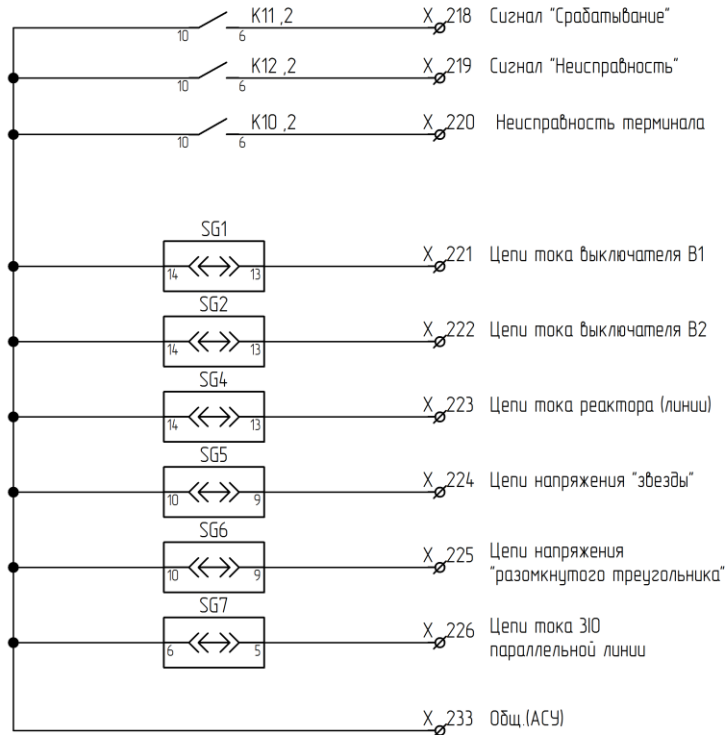 K11 ,2 X 218 Сигнал "Срабатывание"
10 6
K12 ,2 X 219 Сигнал "Неисправность"
10 6
K10 ,2 X 220 Неисправность терминала
10 6
SG1
14 13 X 221 Цепи тока выключателя В1
SG2
14 13 X 222 Цепи тока выключателя В2
SG4
14 13 X 223 Цепи тока реактора (линии)
SG5
10 9 X 224 Цепи напряжения "звезды"
SG6
10 9 X 225 Цепи напряжения
"разомкнутого треугольника"
SG7
6 5 X 226 Цепи тока 3I0
параллельной линии
X 233 Общ.(АСУ)